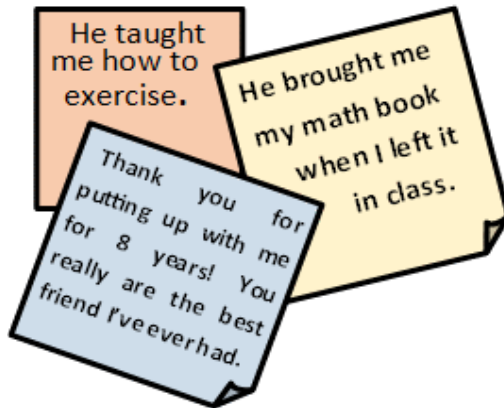 He taught
me how to
exercise.
He brought me
my math book
when I left it
in class.
Thank you for
putting up with me
for 8 years! You
really are the best
friend I've ever had.